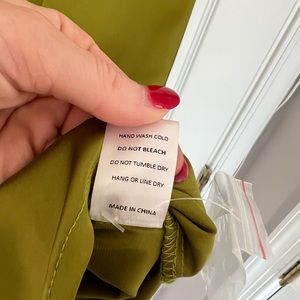 HAND WASH COLD
DO NOT BLEACH
DO NOT TUMBLE DRY
HANG OR LINE DRY
MADE IN CHINA